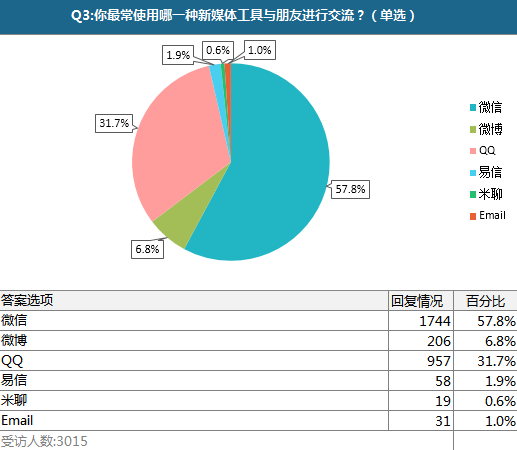 Q3:你最常使用哪一种新媒体工具与朋友进行交流？（单选）
1.9%
0.6%
1.0%
31.7%
57.8%
6.8%
微信
微博
QQ
易信
米聊
Email
答案选项 回复情况 百分比
微信 1744 57.8%
微博 206 6.8%
QQ 957 31.7%
易信 58 1.9%
米聊 19 0.6%
Email 31 1.0%
受访人数:3015